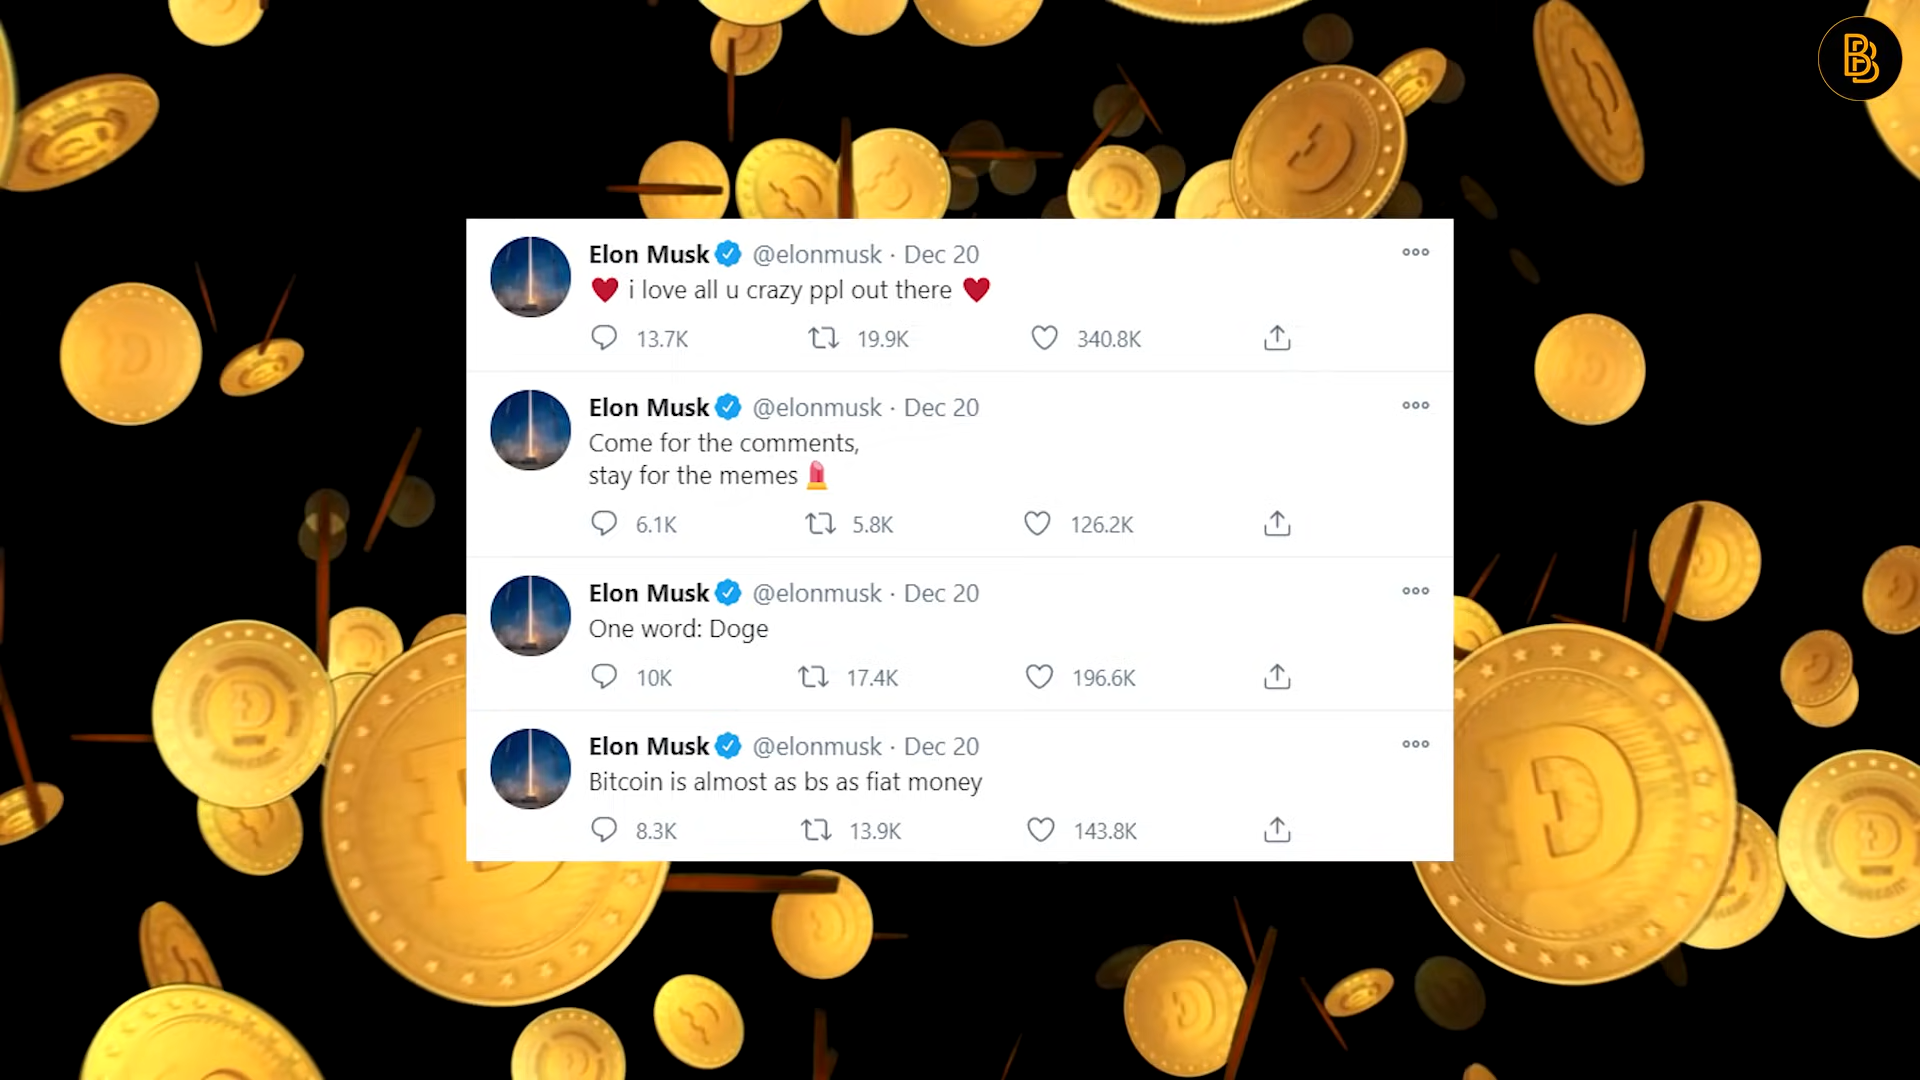 Elon Musk @elonmusk · Dec 20
❤️ i love all u crazy ppl out there ❤️
13.7K 19.9K 340.8K
Elon Musk @elonmusk · Dec 20
Come for the comments,
stay for the memes 💄
6.1K 5.8K 126.2K
Elon Musk @elonmusk · Dec 20
One word: Doge
10K 17.4K 196.6K
Elon Musk @elonmusk · Dec 20
Bitcoin is almost as bs as fiat money
8.3K 13.9K 143.8K